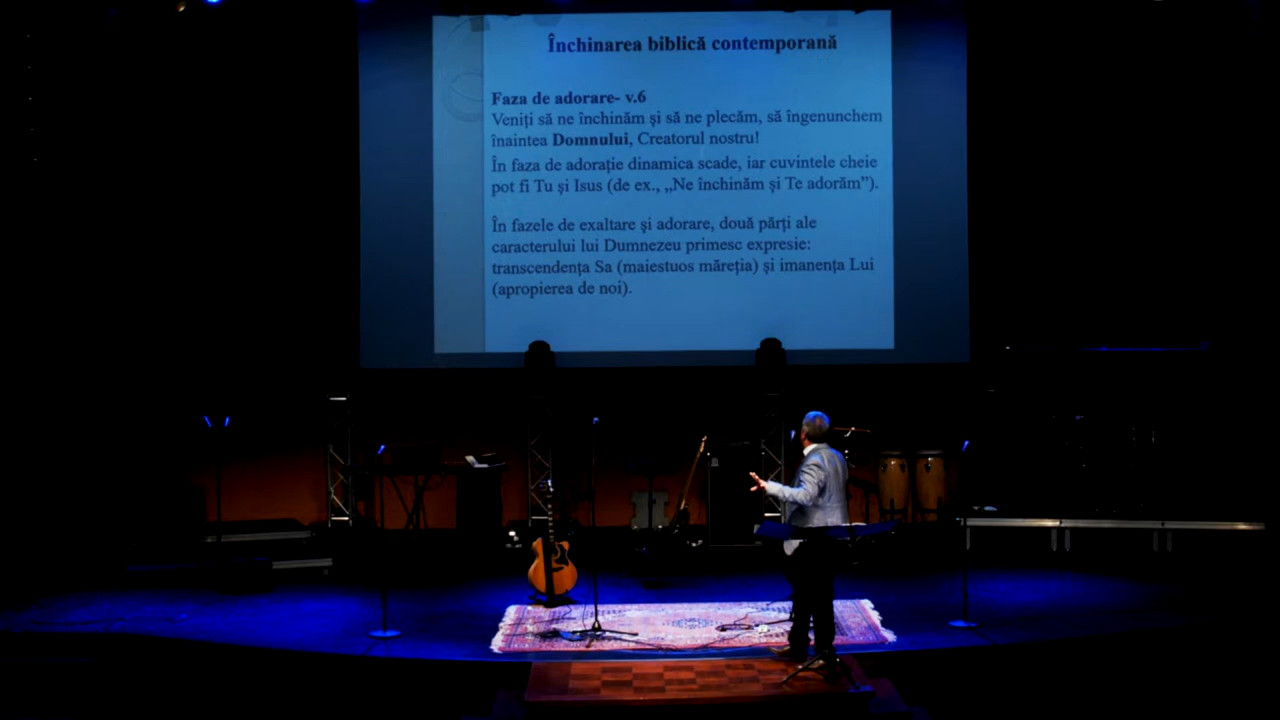 Închinarea biblică contemporană
Faza de adorare- v.6
Veniți să ne închinăm și să ne plecăm, să îngenunchem
înaintea Domnului, Creatorul nostru!
În faza de adorație dinamica scade, iar cuvintele cheie
pot fi Tu și Isus (de ex., „Ne închinăm și Te adorăm”).
În fazele de exaltare și adorare, două părți ale
caracterului lui Dumnezeu primesc expresie:
transcendența Sa (maiestuos măreția) și imanența Lui
(apropierea de noi).